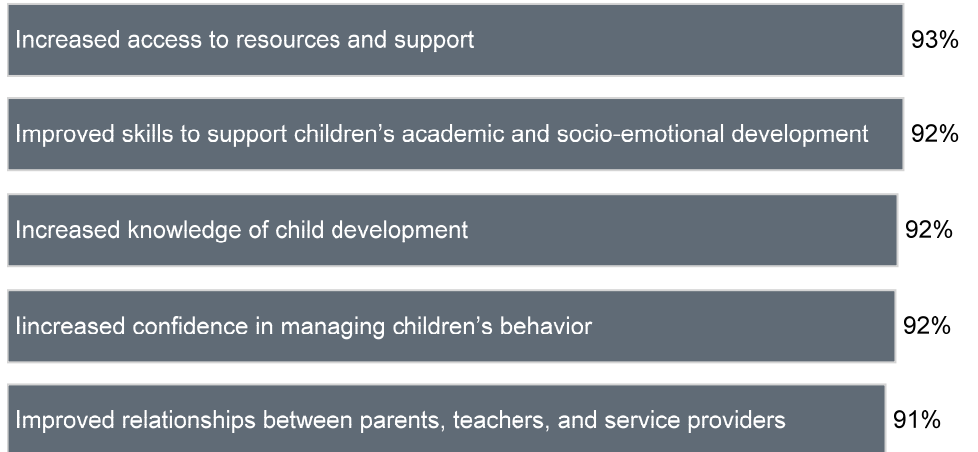 Increased access to resources and support 93%
Improved skills to support children's academic and socio-emotional development 92%
Increased knowledge of child development 92%
Iincreased confidence in managing children's behavior 92%
Improved relationships between parents, teachers, and service providers 91%